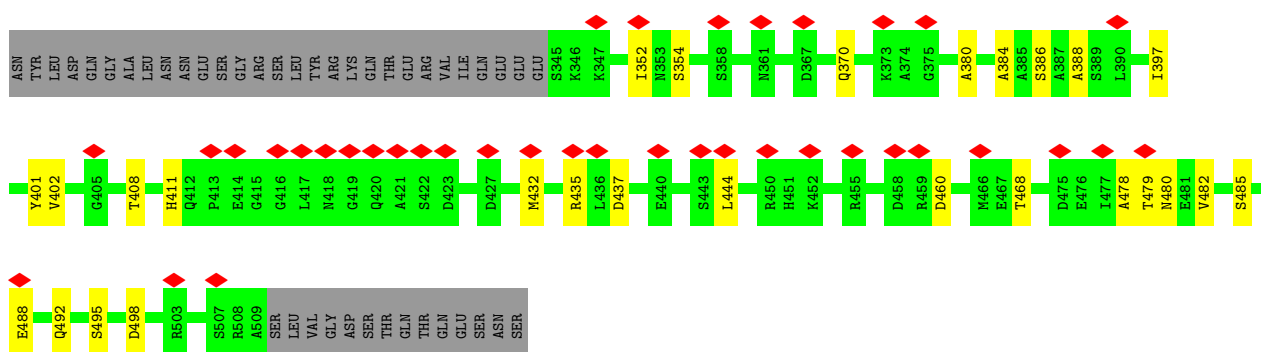 ASN TYR LEU ASP GLN GLY ALA LEU ASN ASN GLU SER GLY ARG SER LEU TYR ARG LYS GLN THR GLU ARG VAL ILE GLN GLU GLU GLU S345 K346 K347 I352 N353 S354 S358 N361 D367 Q370 K373 A374 G375 A380 A384 A385 S386 A387 A388 S389 L390 I397
Y401 V402 G405 T408 H411 Q412 P413 E414 G415 G416 L417 N418 G419 Q420 A421 S422 D423 D427 M432 R435 L436 D437 E440 S443 L444 R450 H451 K452 R455 D458 R459 D460 M466 E467 T468 D475 E476 I477 A478 T479 N480 E481 V482 S485
E488 Q492 S495 D498 R503 S507 R508 A509 SER LEU VAL GLY ASP SER THR GLN THR GLN GLU SER ASN SER